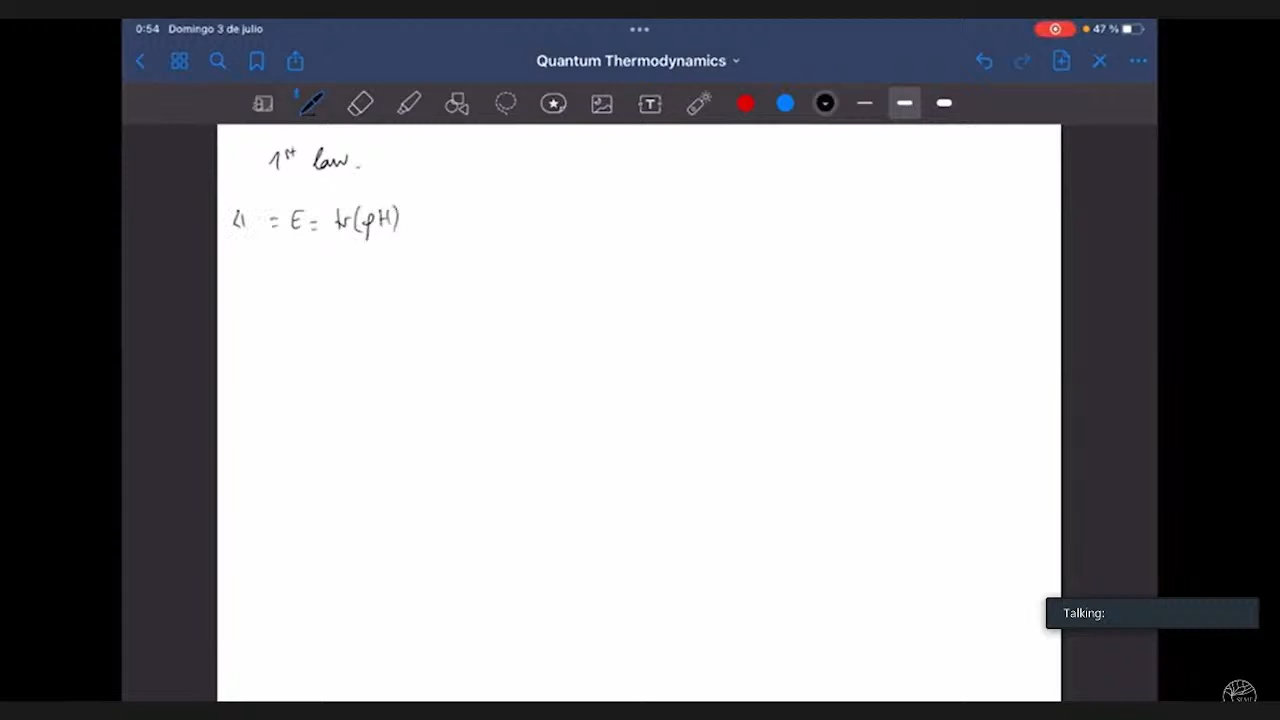 0:54 Domingo 3 de julio
47 %
Quantum Thermodynamics
T
1st law.
U = E = tr(ρH)
Talking: